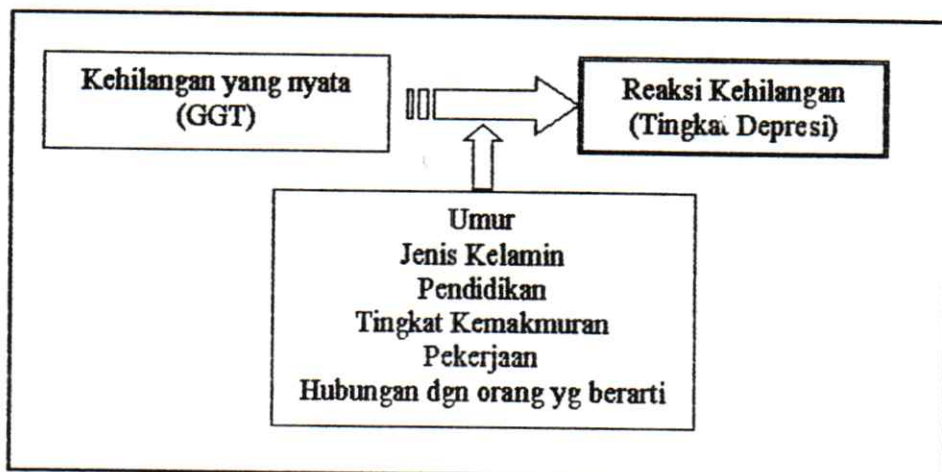 Kehilangan yang nyata
(GGT)
Reaksi Kehilangan
(Tingkat Depresi)
Umur
Jenis Kelamin
Pendidikan
Tingkat Kemakmuran
Pekerjaan
Hubungan dgn orang yg berarti